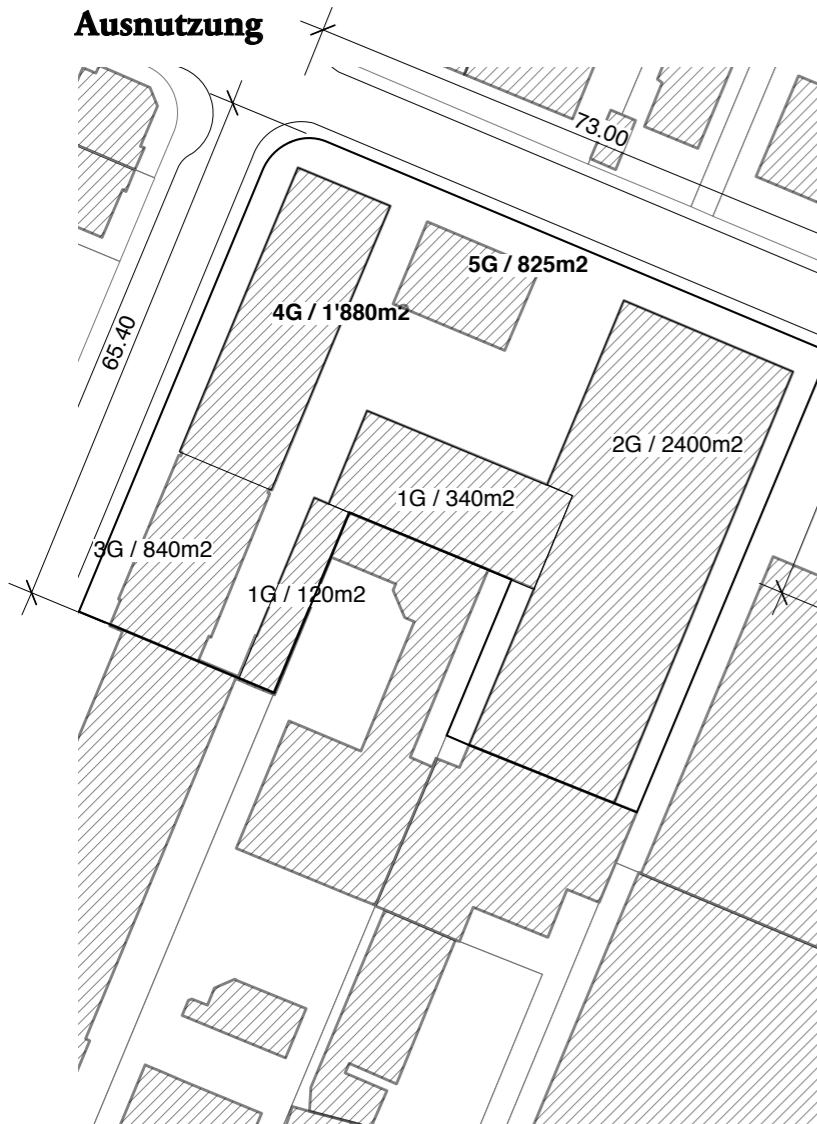 Ausnutzung
73.00
5G / 825m2
4G / 1'880m2
65.40
2G / 2400m2
1G / 340m2
3G / 840m2
1G / 120m2